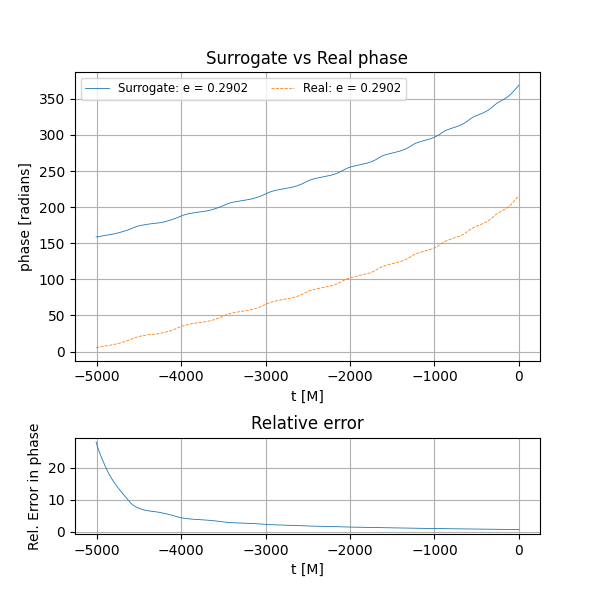 Surrogate vs Real phase
Surrogate: e = 0.2902 Real: e = 0.2902
phase [radians]
350
300
250
200
150
100
50
0
−5000 −4000 −3000 −2000 −1000 0
t [M]
Relative error
Rel. Error in phase
20
10
0
−5000 −4000 −3000 −2000 −1000 0
t [M]